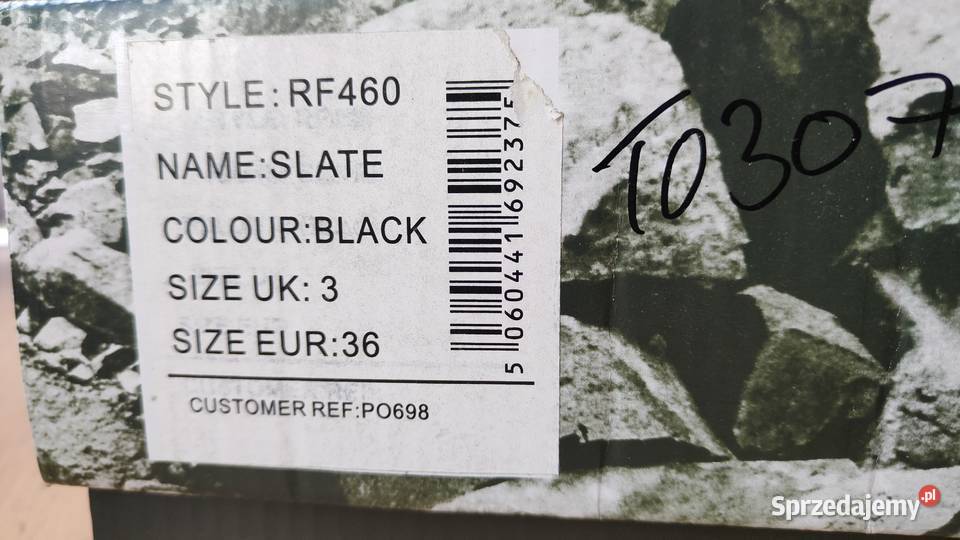 STYLE: RF460
NAME:SLATE
COLOUR:BLACK
SIZE UK: 3
SIZE EUR:36
CUSTOMER REF:PO698
5 060441 692375
T0307
Sprzedajemy.pl